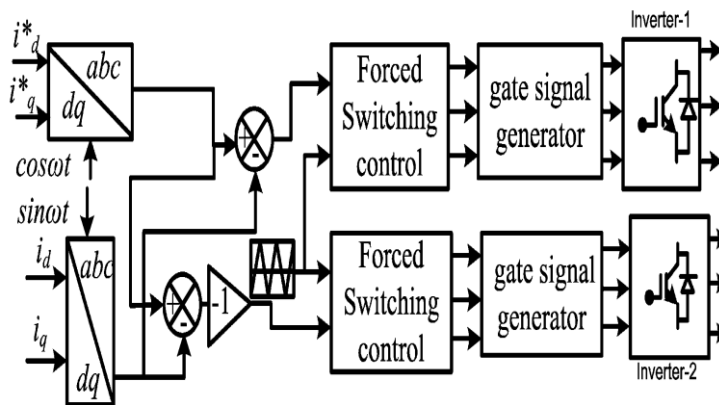 i*d
i*q
abc
dq
cosωt
sinωt
id
iq
abc
dq
+
-
+
-
-1
Forced
Switching
control
gate signal
generator
Inverter-1
Forced
Switching
control
gate signal
generator
Inverter-2